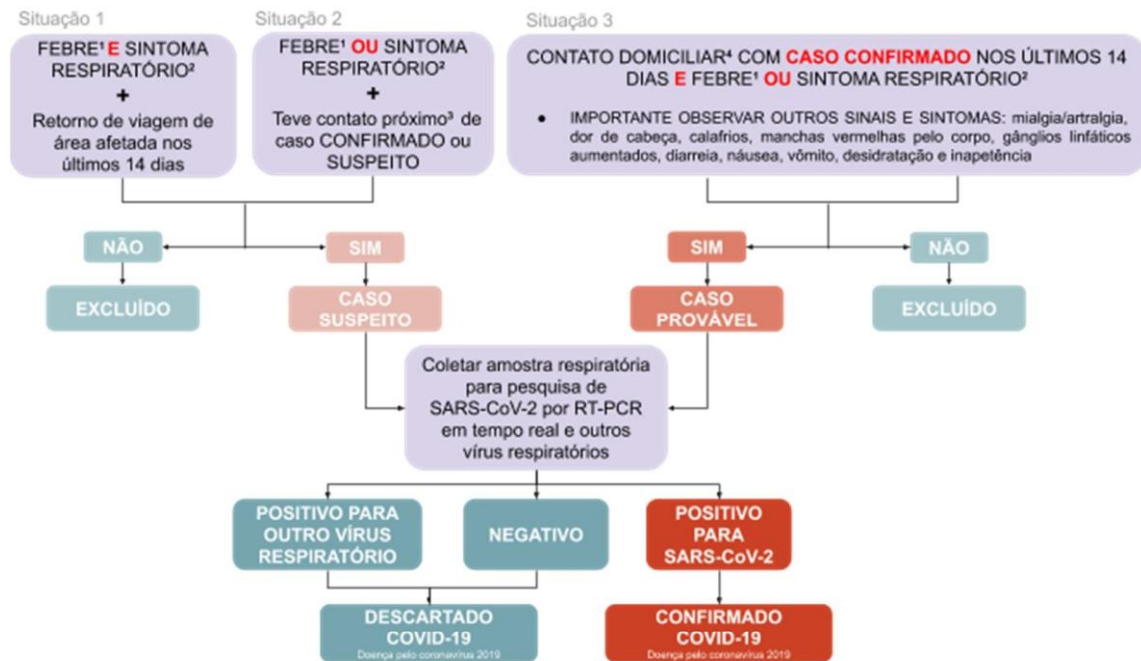 Situação 1
FEBRE¹ E SINTOMA
RESPIRATÓRIO²
+
Retorno de viagem de
área afetada nos
últimos 14 dias
Situação 2
FEBRE¹ OU SINTOMA
RESPIRATÓRIO²
+
Teve contato próximo³ de
caso CONFIRMADO ou
SUSPEITO
Situação 3
CONTATO DOMICILIAR⁴ COM CASO CONFIRMADO NOS ÚLTIMOS 14
DIAS E FEBRE¹ OU SINTOMA RESPIRATÓRIO²
● IMPORTANTE OBSERVAR OUTROS SINAIS E SINTOMAS: mialgia/artralgia,
dor de cabeça, calafrios, manchas vermelhas pelo corpo, gânglios linfáticos
aumentados, diarreia, náusea, vômito, desidratação e inapetência
NÃO
SIM
SIM
NÃO
EXCLUÍDO
CASO
SUSPEITO
CASO
PROVÁVEL
EXCLUÍDO
Coletar amostra respiratória
para pesquisa de
SARS-CoV-2 por RT-PCR
em tempo real e outros
vírus respiratórios
POSITIVO PARA
OUTRO VÍRUS
RESPIRATÓRIO
NEGATIVO
POSITIVO
PARA
SARS-CoV-2
DESCARTADO
COVID-19
Doença pelo coronavírus 2019
CONFIRMADO
COVID-19
Doença pelo coronavírus 2019